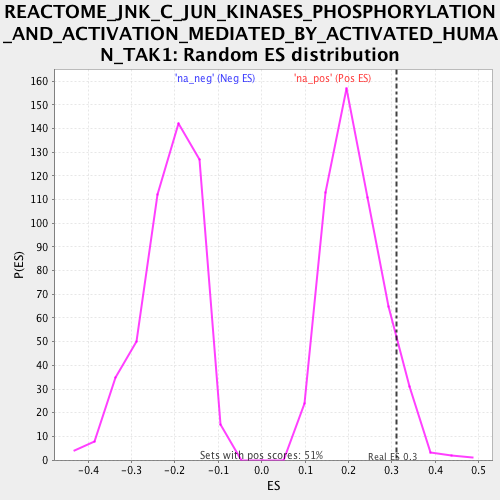 REACTOME_JNK_C_JUN_KINASES_PHOSPHORYLATION
_AND_ACTIVATION_MEDIATED_BY_ACTIVATED_HUMA
N_TAK1: Random ES distribution
'na_neg' (Neg ES) 'na_pos' (Pos ES)
160
150
140
130
120
110
100
90
80
70
60
50
40
30
20
10
0
P(ES)
Sets with pos scores: 51%
Real ES 0.3
-0.4 -0.3 -0.2 -0.1 0.0 0.1 0.2 0.3 0.4 0.5
ES